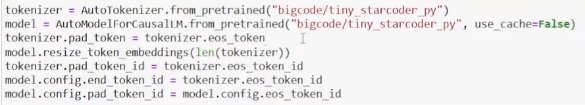 tokenizer = AutoTokenizer.from_pretrained("bigcode/tiny_starcoder_py")
model = AutoModelForCausalLM.from_pretrained("bigcode/tiny_starcoder_py", use_cache=False)
tokenizer.pad_token = tokenizer.eos_token
model.resize_token_embeddings(len(tokenizer))
tokenizer.pad_token_id = tokenizer.eos_token_id
model.config.end_token_id = tokenizer.eos_token_id
model.config.pad_token_id = model.config.eos_token_id